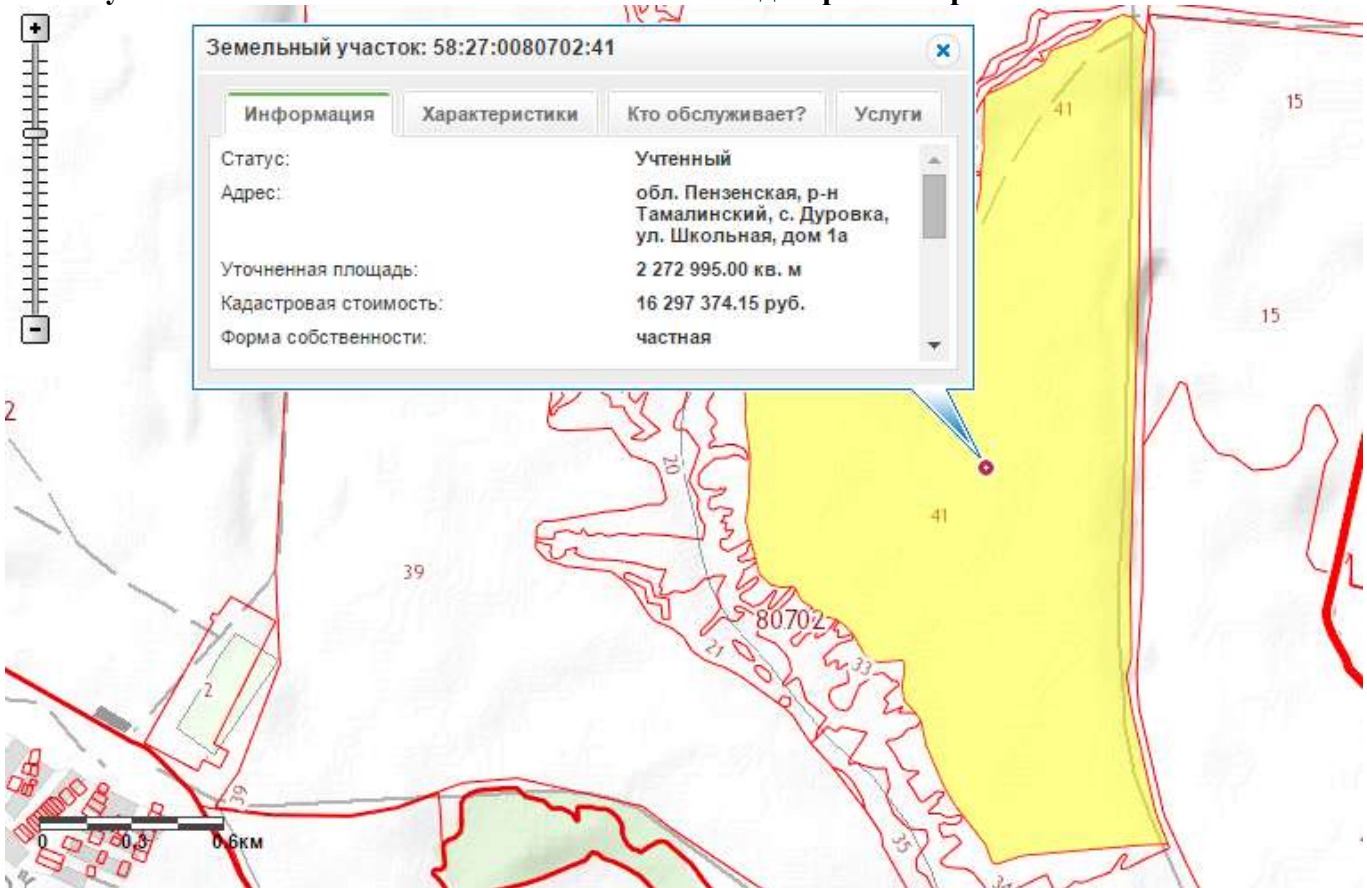 Земельный участок: 58:27:0080702:41
Информация Характеристики Кто обслуживает? Услуги
Статус: Учтенный
Адрес: обл. Пензенская, р-н
Тамалинский, с. Дуровка,
ул. Школьная, дом 1а
Уточненная площадь: 2 272 995.00 кв. м
Кадастровая стоимость: 16 297 374.15 руб.
Форма собственности: частная
41
15
15
2
20
41
39
80702
21
33
2
39
35
34
0 0,3 0,6км